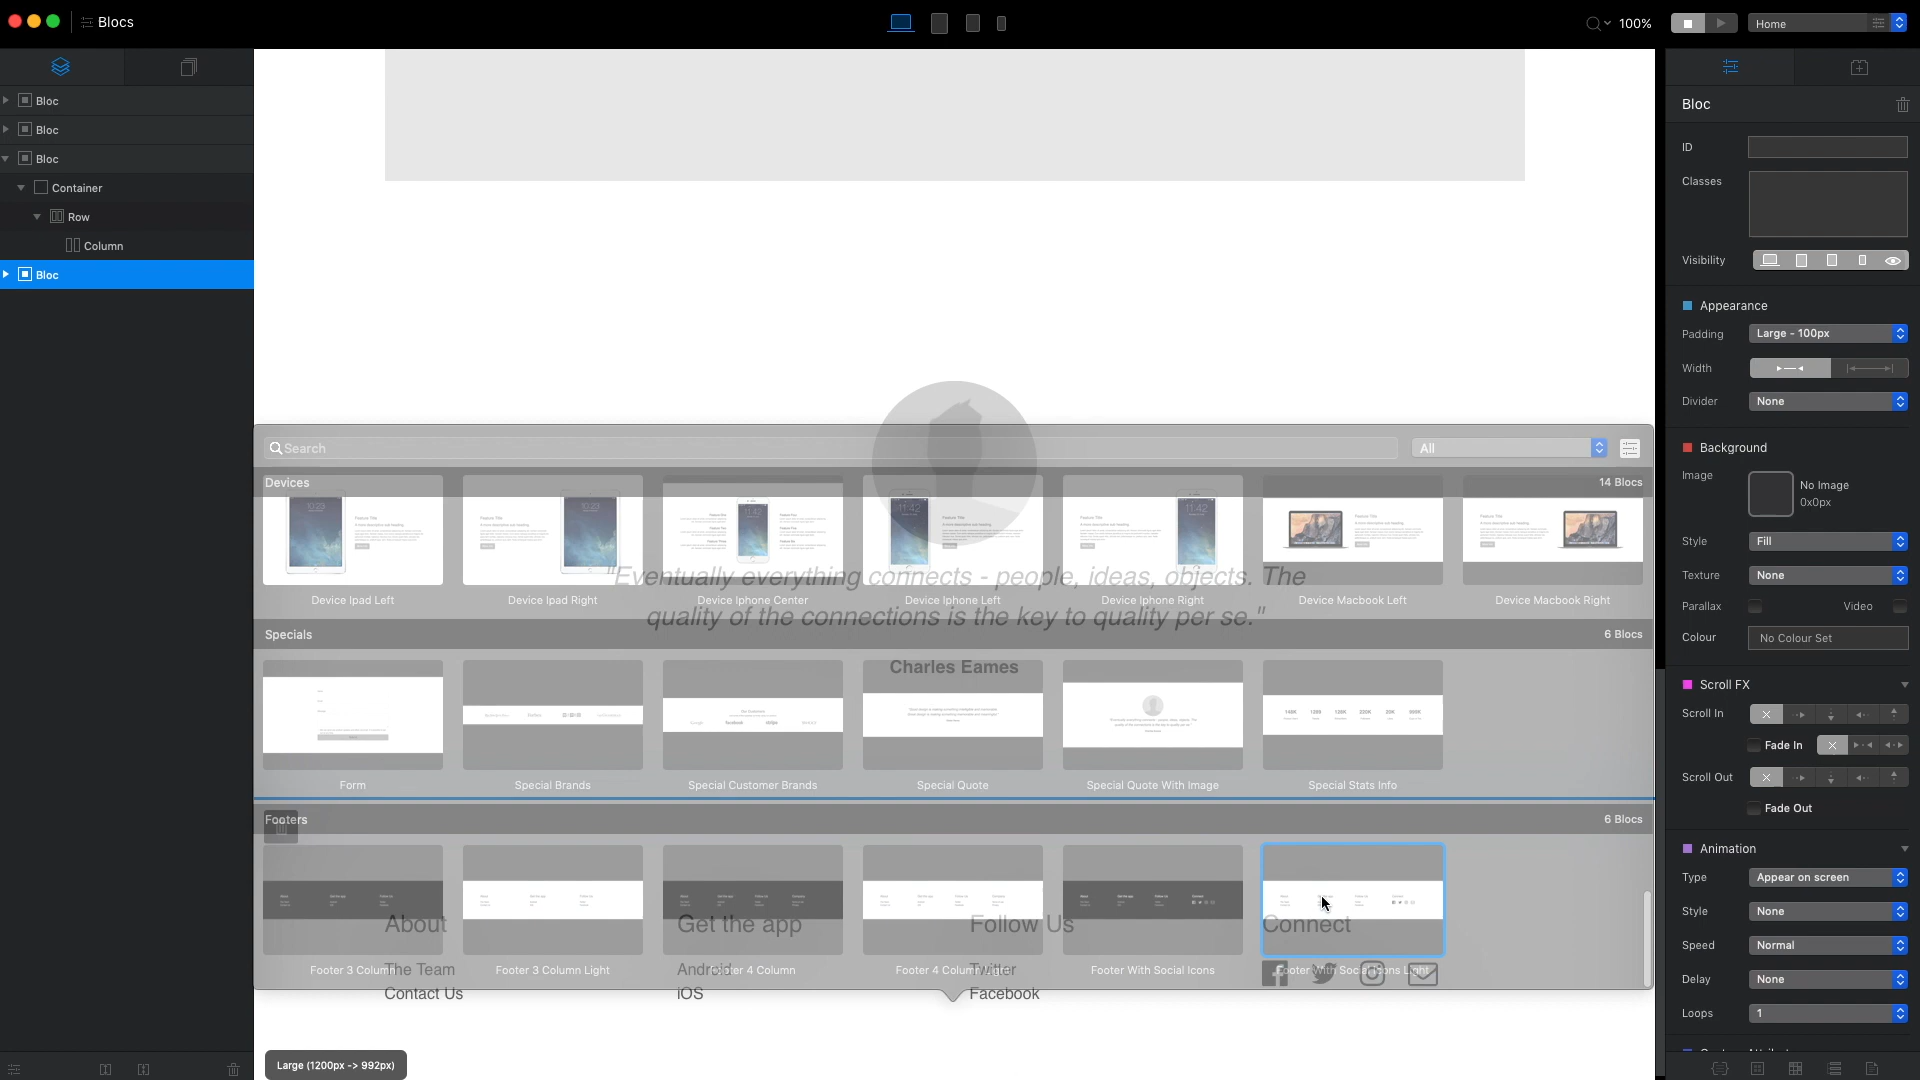 Blocs
100%
Home
Bloc
Bloc
Bloc
Container
Row
Column
Bloc
Bloc
ID
Classes
Visibility
Appearance
Padding
Large - 100px
Width
Divider
None
Background
Image
No Image
0x0px
Style
Fill
Texture
None
Parallax
Video
Colour
No Colour Set
Scroll FX
Scroll In
Fade In
Scroll Out
Fade Out
Animation
Type
Appear on screen
Style
None
Speed
Normal
Delay
None
Loops
1
Search
All
Devices
14 Blocs
Device Ipad Left
Device Ipad Right
Device Iphone Center
Device Iphone Left
Device Iphone Right
Device Macbook Left
Device Macbook Right
"Eventually everything connects - people, ideas, objects. The
quality of the connections is the key to quality per se."
Charles Eames
Specials
6 Blocs
Form
Special Brands
Special Customer Brands
Special Quote
Special Quote With Image
Special Stats Info
Footers
6 Blocs
Footer 3 Column
Footer 3 Column Light
Footer 4 Column
Footer 4 Column Light
Footer With Social Icons
Footer With Social Icons Light
About
Get the app
Follow Us
Connect
The Team
Android
Twitter
Contact Us
iOS
Facebook
Large (1200px -> 992px)